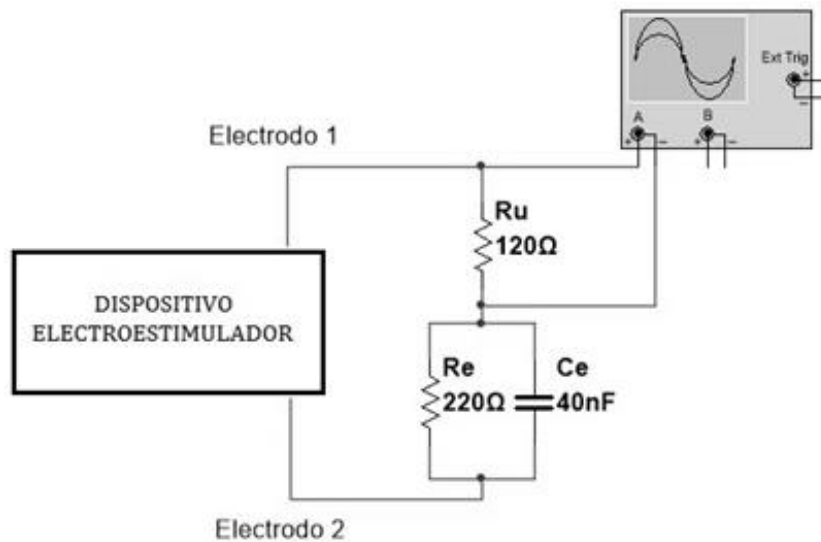 Ext Trig
+
−
A
B
+ − + −
Electrodo 1
Ru
120Ω
DISPOSITIVO
ELECTROESTIMULADOR
Re
220Ω
Ce
40nF
Electrodo 2